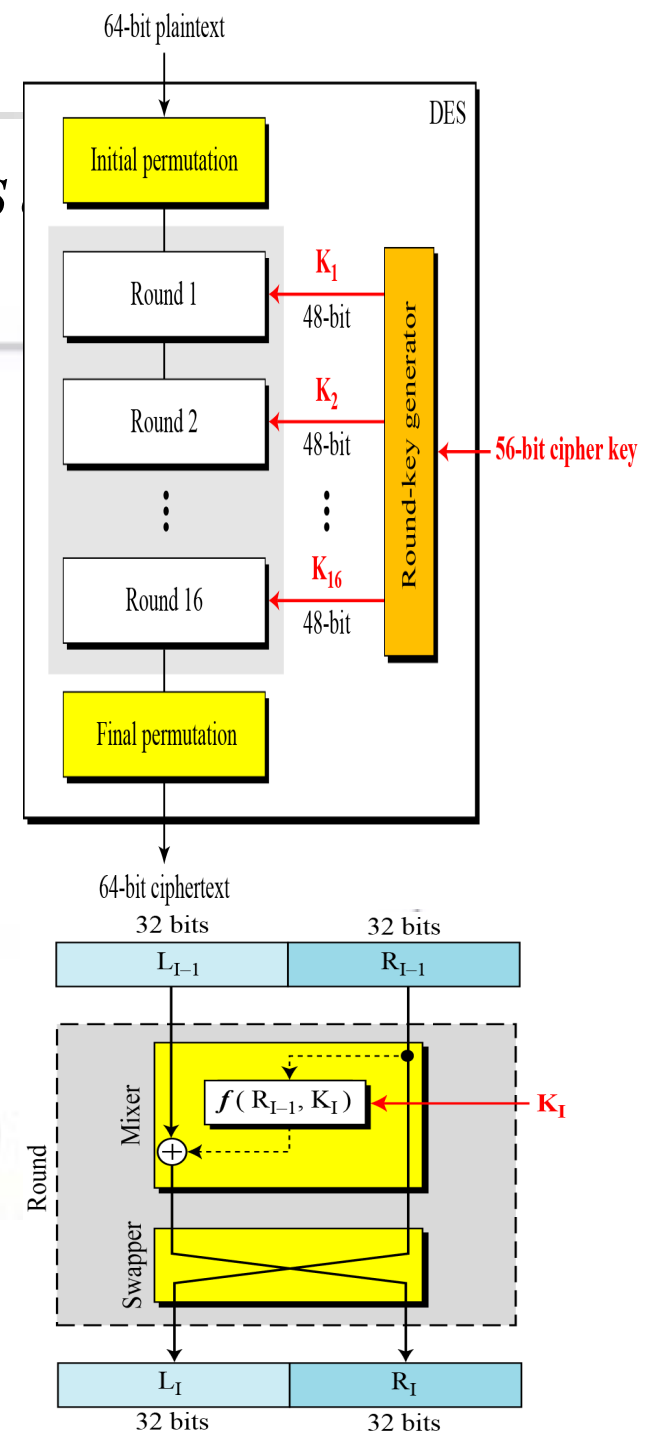 64-bit plaintext
DES
Initial permutation
s
Round 1
K1
48-bit
Round 2
K2
48-bit
Round-key generator
56-bit cipher key
Round 16
K16
48-bit
Final permutation
64-bit ciphertext
32 bits
32 bits
LI–1
RI–1
Round
Mixer
f ( RI–1, KI )
KI
Swapper
LI
RI
32 bits
32 bits